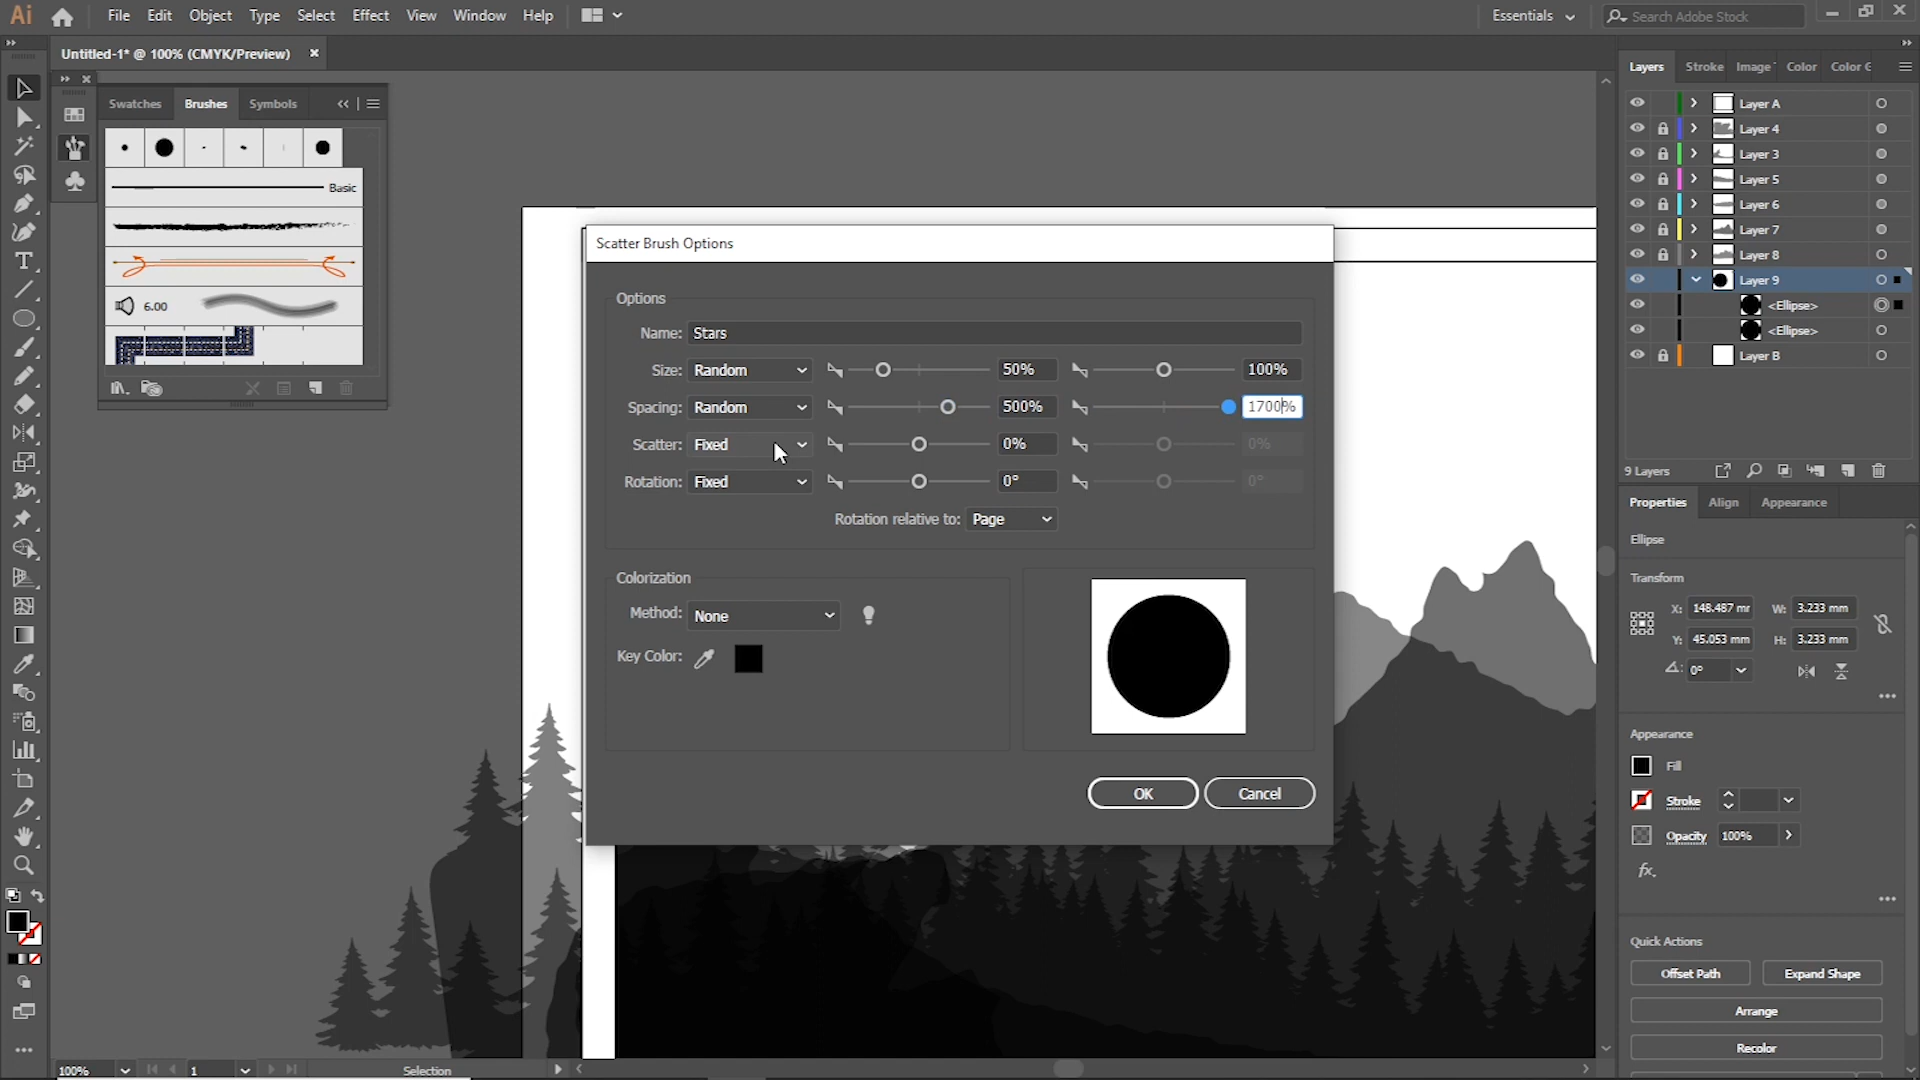 Ai File Edit Object Type Select Effect View Window Help Essentials Search Adobe Stock
Untitled-1* @ 100% (CMYK/Preview)
Swatches Brushes Symbols
Basic
6.00
Scatter Brush Options
Options
Name: Stars
Size: Random 50% 100%
Spacing: Random 500% 1700%
Scatter: Fixed 0% 0%
Rotation: Fixed 0° 0°
Rotation relative to: Page
Colorization
Method: None
Key Color:
OK Cancel
Layers Stroke Image Color Color G
Layer A
Layer 4
Layer 3
Layer 5
Layer 6
Layer 7
Layer 8
Layer 9
<Ellipse>
<Ellipse>
Layer B
9 Layers
Properties Align Appearance
Ellipse
Transform
X: 148.487 mr W: 3.233 mm
Y: 45.053 mm H: 3.233 mm
0°
Appearance
Fill
Stroke
Opacity 100%
fx.
Quick Actions
Offset Path Expand Shape
Arrange
Recolor
100% 1 Selection